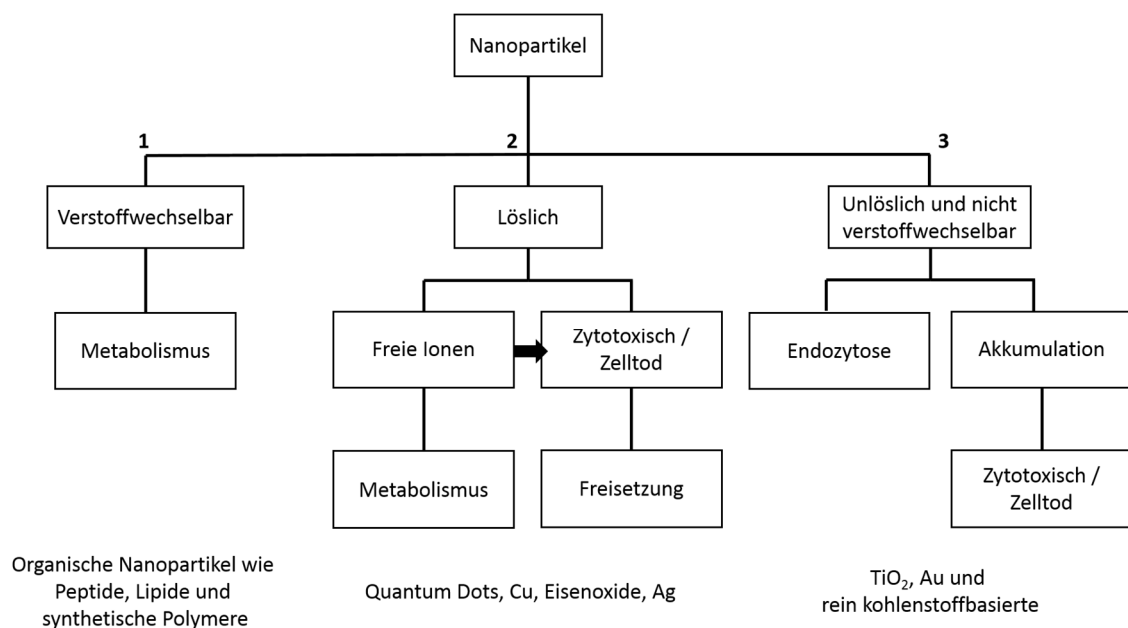 Nanopartikel
1
2
3
Verstoffwechselbar
Löslich
Unlöslich und nicht
verstoffwechselbar
Metabolismus
Freie Ionen
Zytotoxisch /
Zelltod
Endozytose
Akkumulation
Metabolismus
Freisetzung
Zytotoxisch /
Zelltod
Organische Nanopartikel wie
Peptide, Lipide und
synthetische Polymere
Quantum Dots, Cu, Eisenoxide, Ag
TiO₂, Au und
rein kohlenstoffbasierte